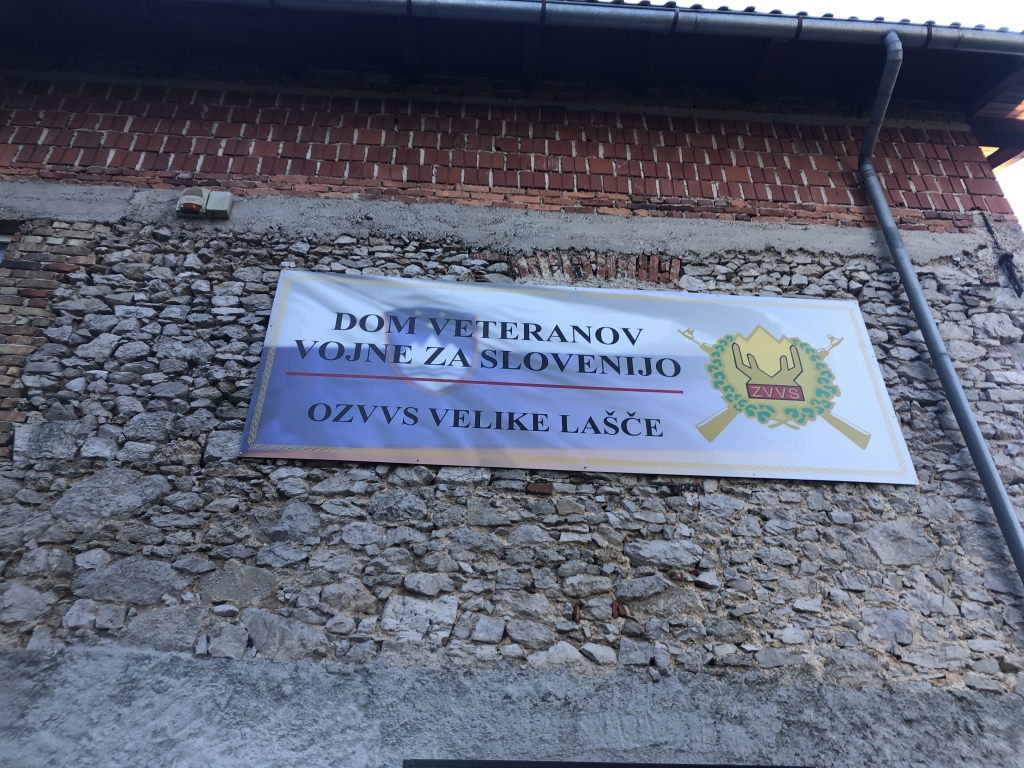 DOM VETERANOV
VOJNE ZA SLOVENIJO
OZVVS VELIKE LAŠČE
ZVVS